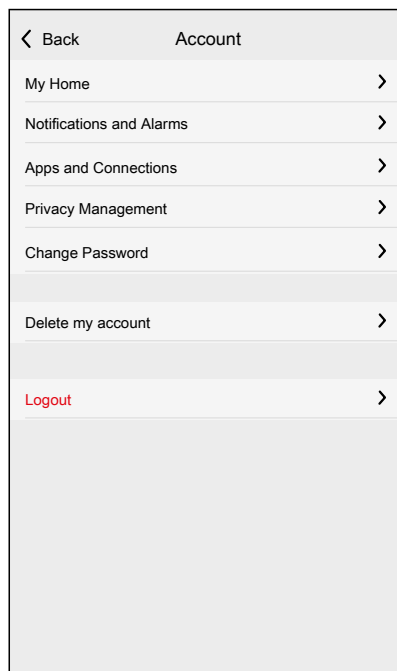 Back Account
My Home
Notifications and Alarms
Apps and Connections
Privacy Management
Change Password
Delete my account
Logout